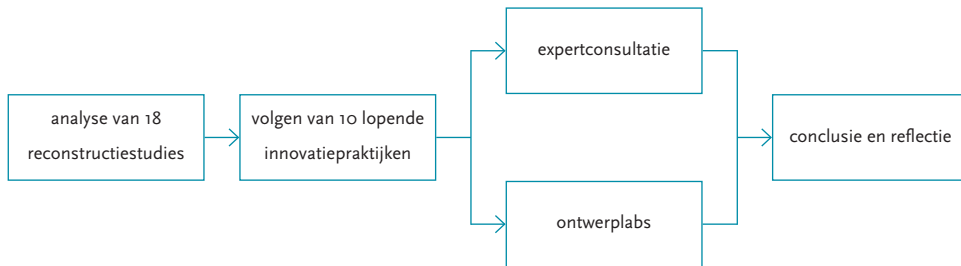 analyse van 18
reconstructiestudies
volgen van 10 lopende
innovatiepraktijken
expertconsultatie
ontwerplabs
conclusie en reflectie